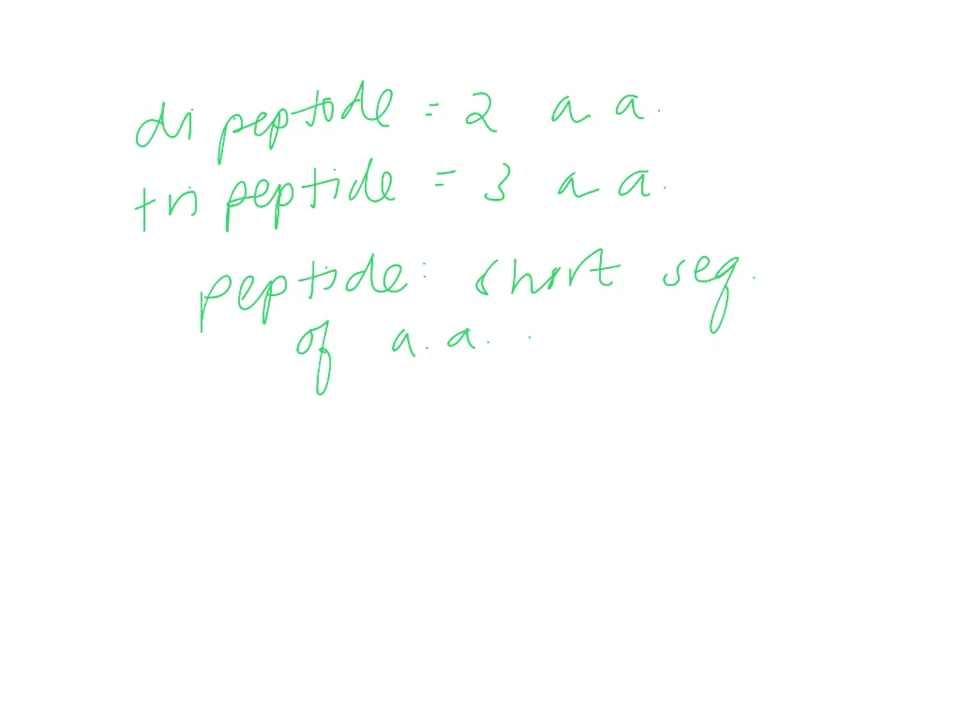 di peptide = 2 a a.
tri peptide = 3 a a.
peptide: short seq.
of a.a..